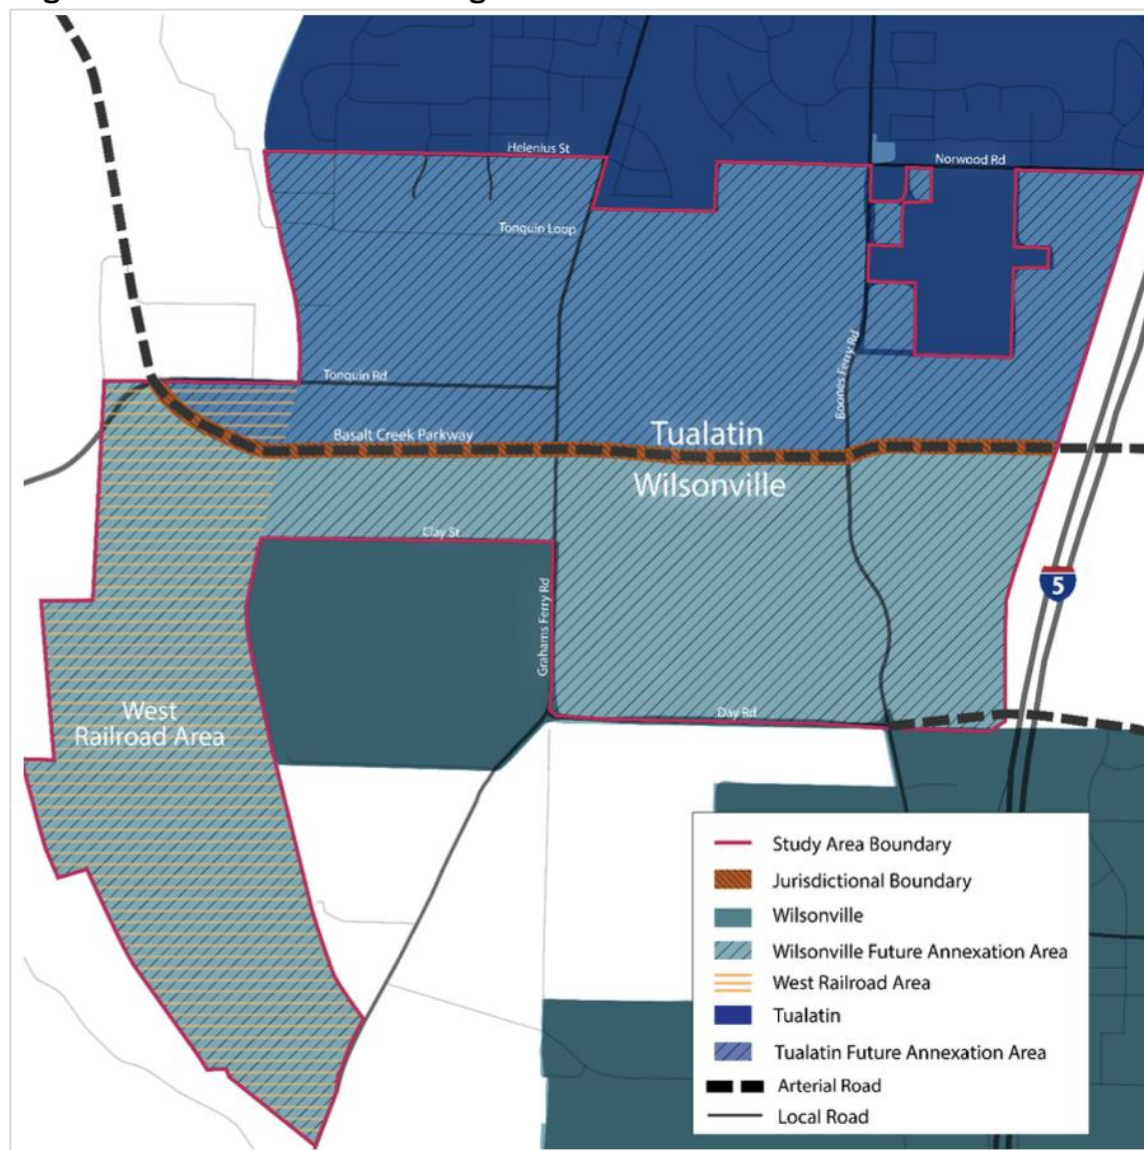 Helenius St
Norwood Rd
Tonquin Loop
Boones Ferry Rd
Tonquin Rd
Basalt Creek Parkway
Tualatin
Wilsonville
Clay St
5
Grahams Ferry Rd
West
Railroad Area
Day Rd
Study Area Boundary
Jurisdictional Boundary
Wilsonville
Wilsonville Future Annexation Area
West Railroad Area
Tualatin
Tualatin Future Annexation Area
Arterial Road
Local Road